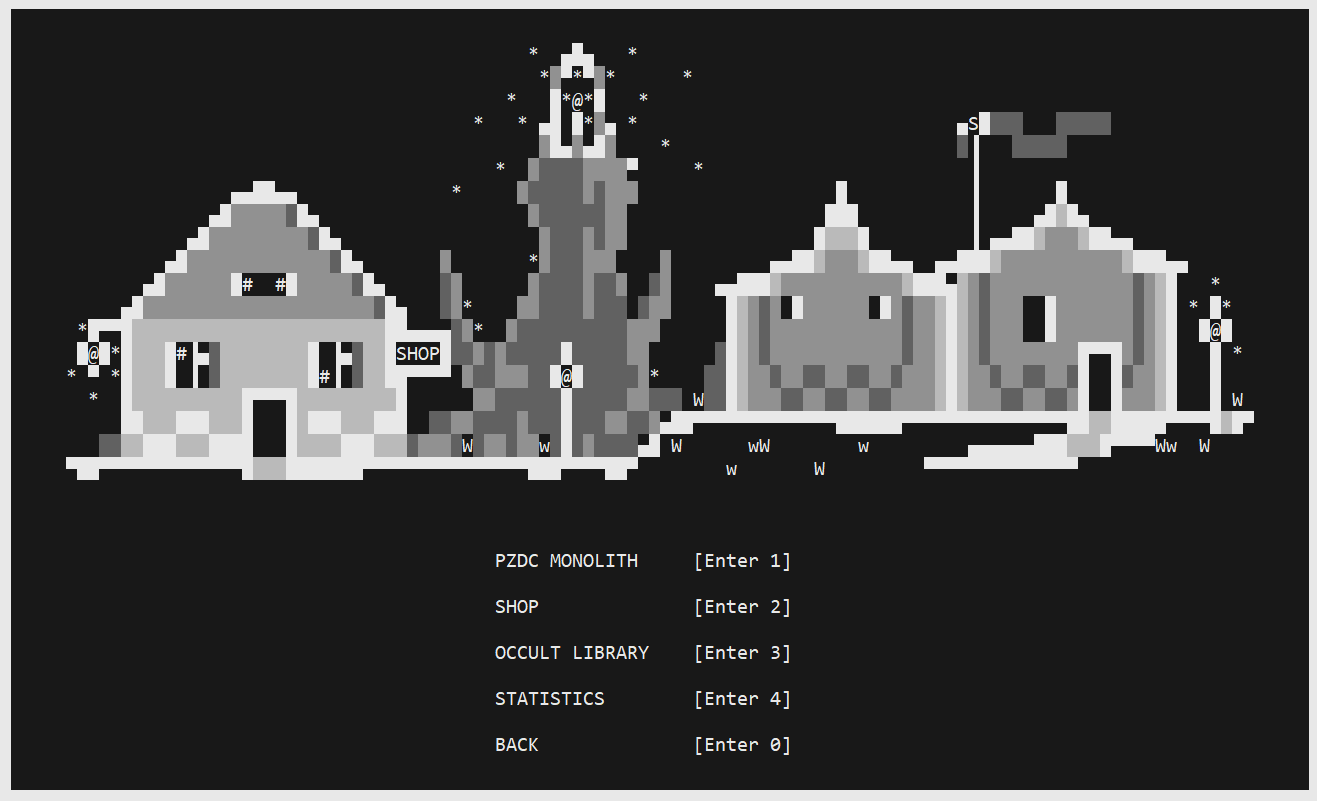 S
SHOP
PZDC MONOLITH [Enter 1]
SHOP [Enter 2]
OCCULT LIBRARY [Enter 3]
STATISTICS [Enter 4]
BACK [Enter 0]